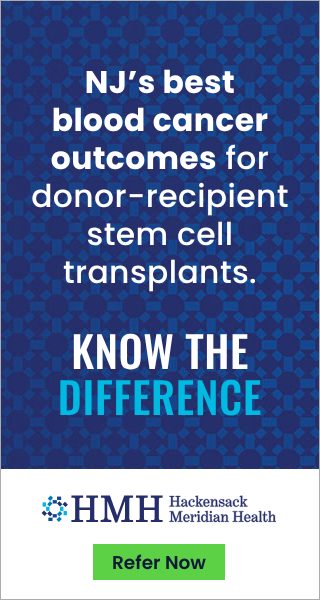 NJ’s best
blood cancer
outcomes for
donor-recipient
stem cell
transplants.
KNOW THE
DIFFERENCE
HMH Hackensack
Meridian Health
Refer Now